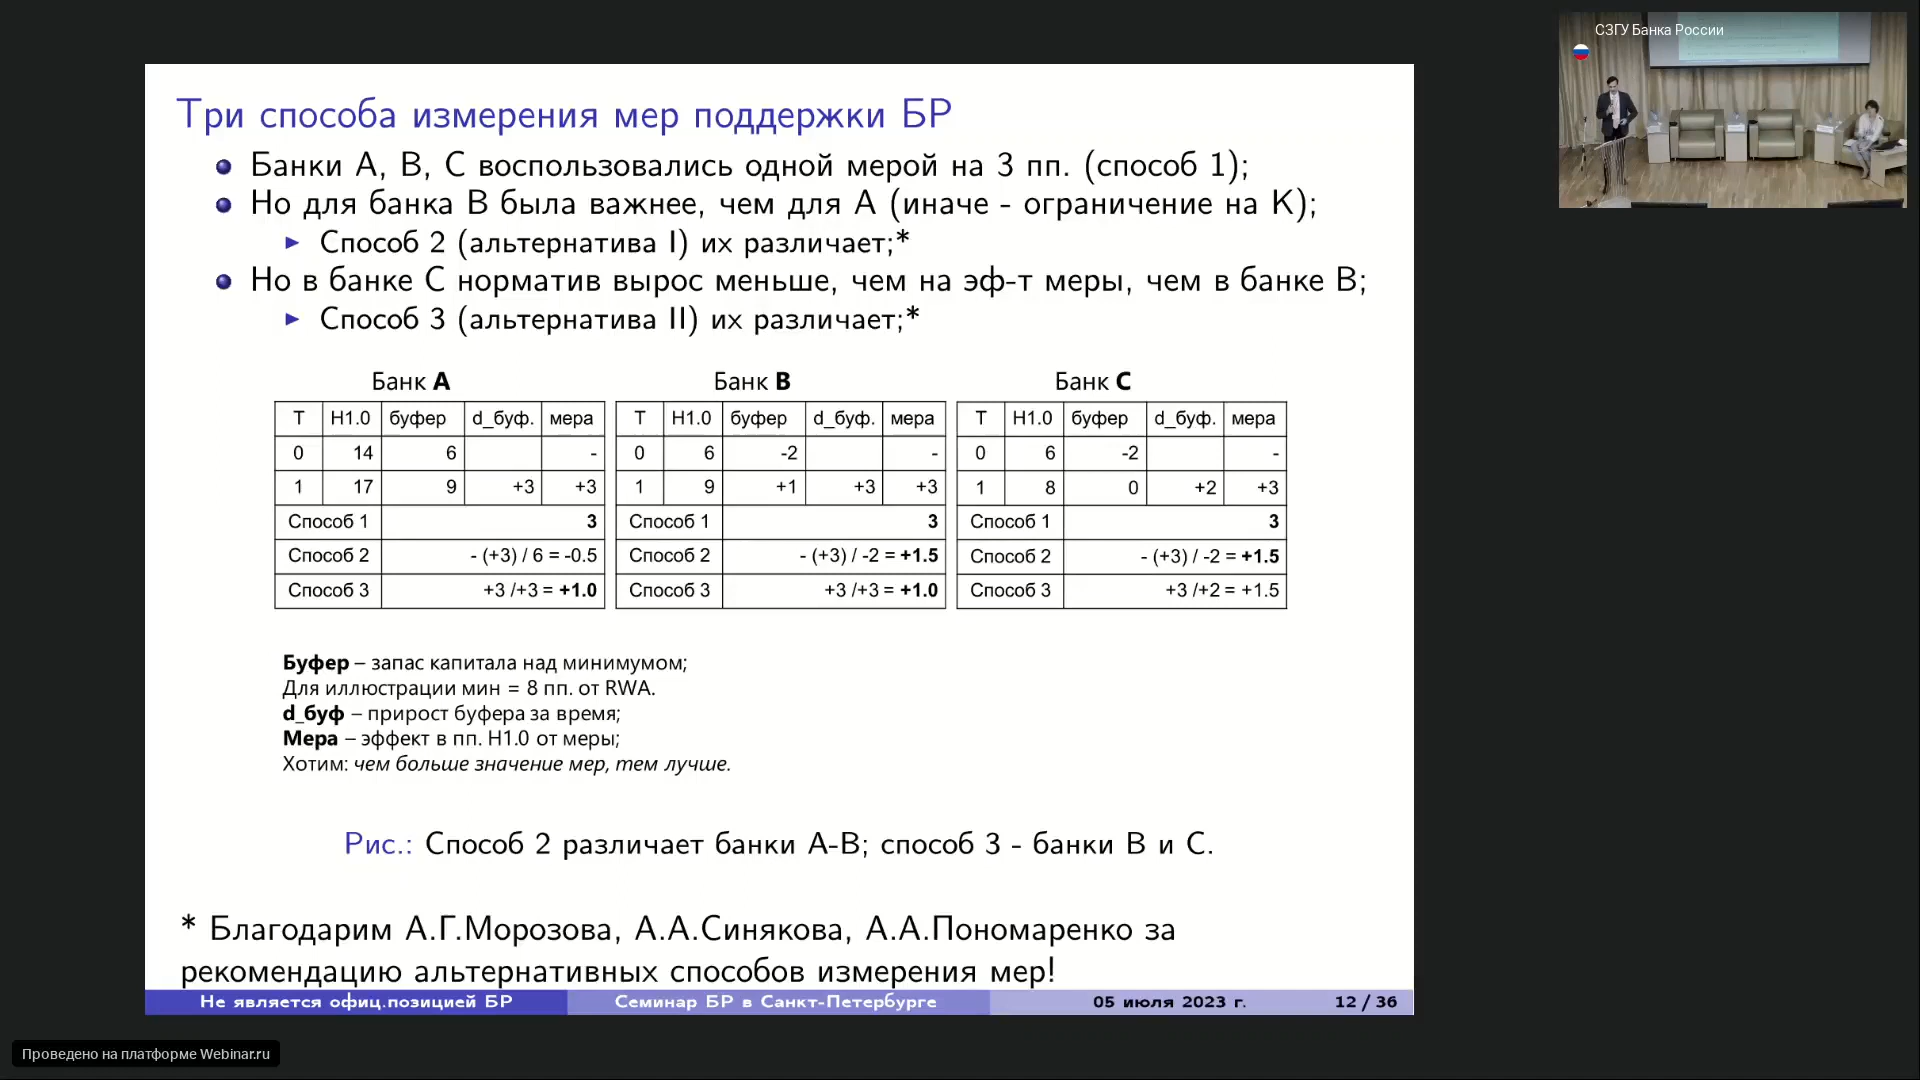 СЗГУ Банка России
Три способа измерения мер поддержки БР
Банки A, B, C воспользовались одной мерой на 3 пп. (способ 1);
Но для банка B была важнее, чем для A (иначе - ограничение на K);
Способ 2 (альтернатива I) их различает;*
Но в банке C норматив вырос меньше, чем на эф-т меры, чем в банке B;
Способ 3 (альтернатива II) их различает;*
Банк A Банк B Банк C
T H1.0 буфер d_буф. мера T H1.0 буфер d_буф. мера T H1.0 буфер d_буф. мера
0 14 6 - 0 6 -2 - 0 6 -2 -
1 17 9 +3 +3 1 9 +1 +3 +3 1 8 0 +2 +3
Способ 1 3 Способ 1 3 Способ 1 3
Способ 2 - (+3) / 6 = -0.5 Способ 2 - (+3) / -2 = +1.5 Способ 2 - (+3) / -2 = +1.5
Способ 3 +3 /+3 = +1.0 Способ 3 +3 /+3 = +1.0 Способ 3 +3 /+2 = +1.5
Буфер – запас капитала над минимумом;
Для иллюстрации мин = 8 пп. от RWA.
d_буф – прирост буфера за время;
Мера – эффект в пп. H1.0 от меры;
Хотим: чем больше значение мер, тем лучше.
Рис.: Способ 2 различает банки A-B; способ 3 - банки B и C.
* Благодарим А.Г.Морозова, А.А.Синякова, А.А.Пономаренко за
рекомендацию альтернативных способов измерения мер!
Не является офиц.позицией БР Семинар БР в Санкт-Петербурге 05 июля 2023 г. 12 / 36
Проведено на платформе Webinar.ru